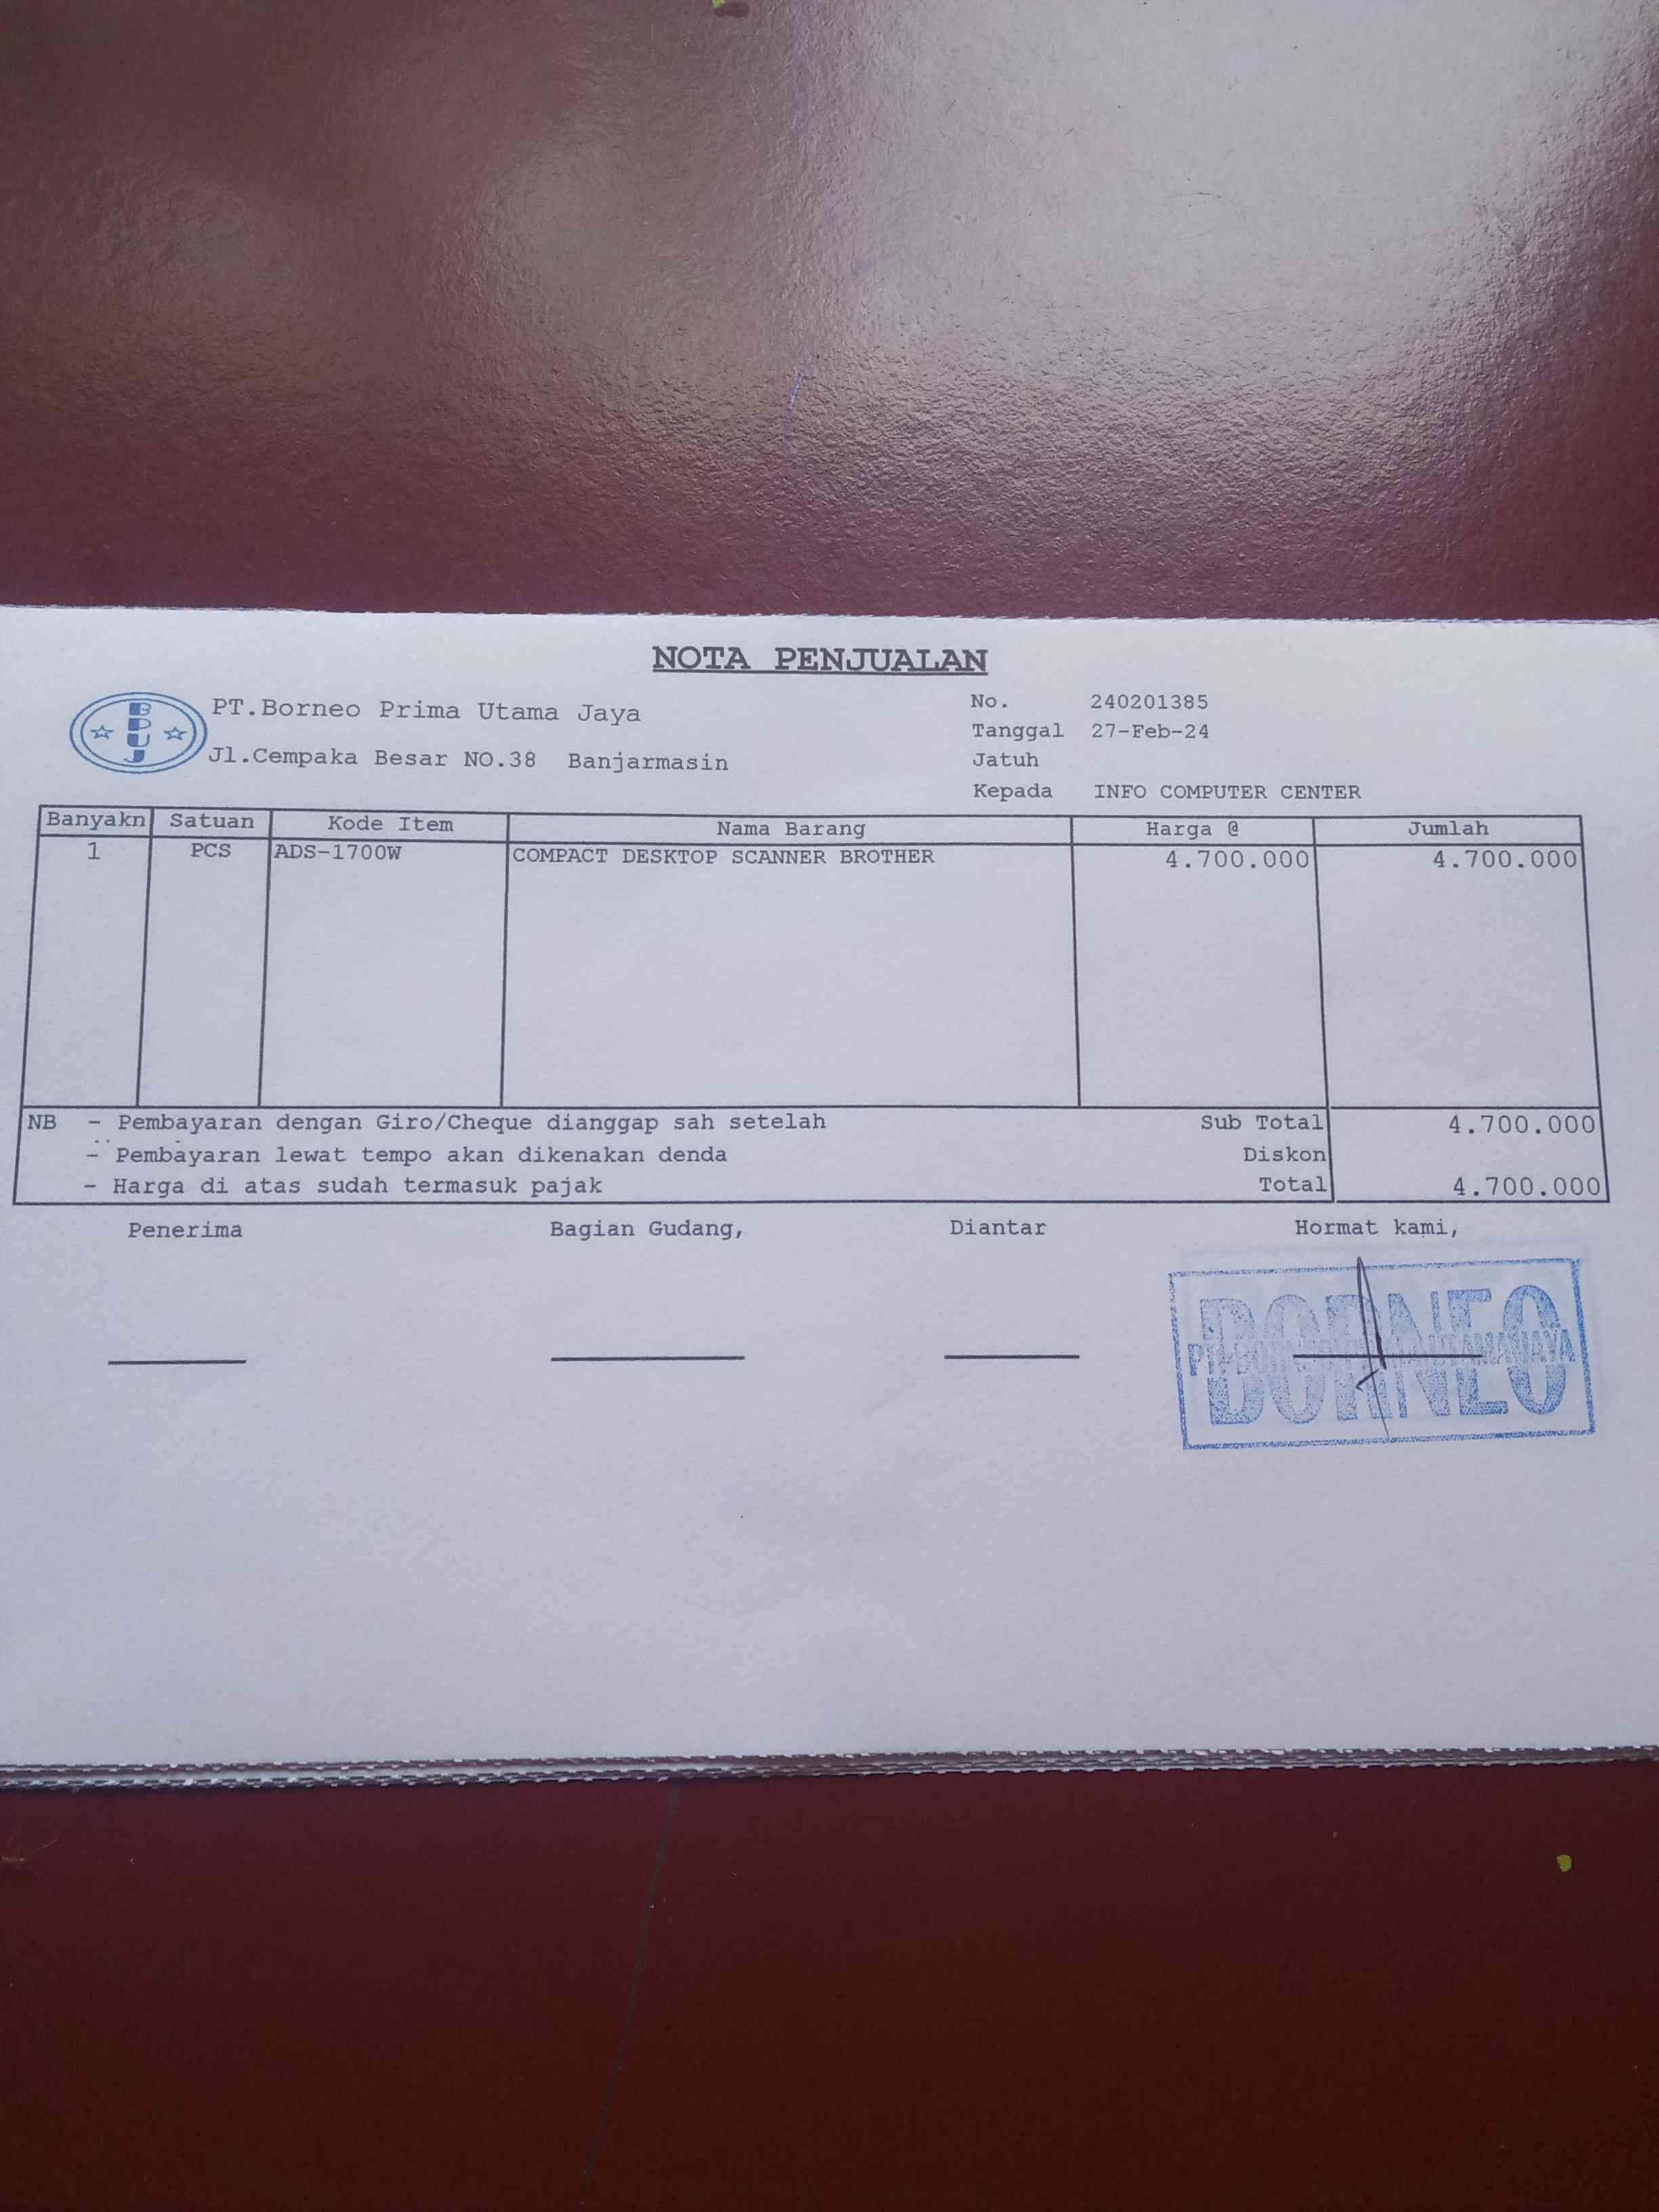 NOTA PENJUALAN
BPUJ
PT.Borneo Prima Utama Jaya
Jl.Cempaka Besar NO.38 Banjarmasin
No. 240201385
Tanggal 27-Feb-24
Jatuh
Kepada INFO COMPUTER CENTER
Banyakn Satuan Kode Item Nama Barang Harga @ Jumlah
1 PCS ADS-1700W COMPACT DESKTOP SCANNER BROTHER 4.700.000 4.700.000
NB - Pembayaran dengan Giro/Cheque dianggap sah setelah Sub Total 4.700.000
- Pembayaran lewat tempo akan dikenakan denda Diskon
- Harga di atas sudah termasuk pajak Total 4.700.000
Penerima Bagian Gudang, Diantar Hormat kami,
BORNEO